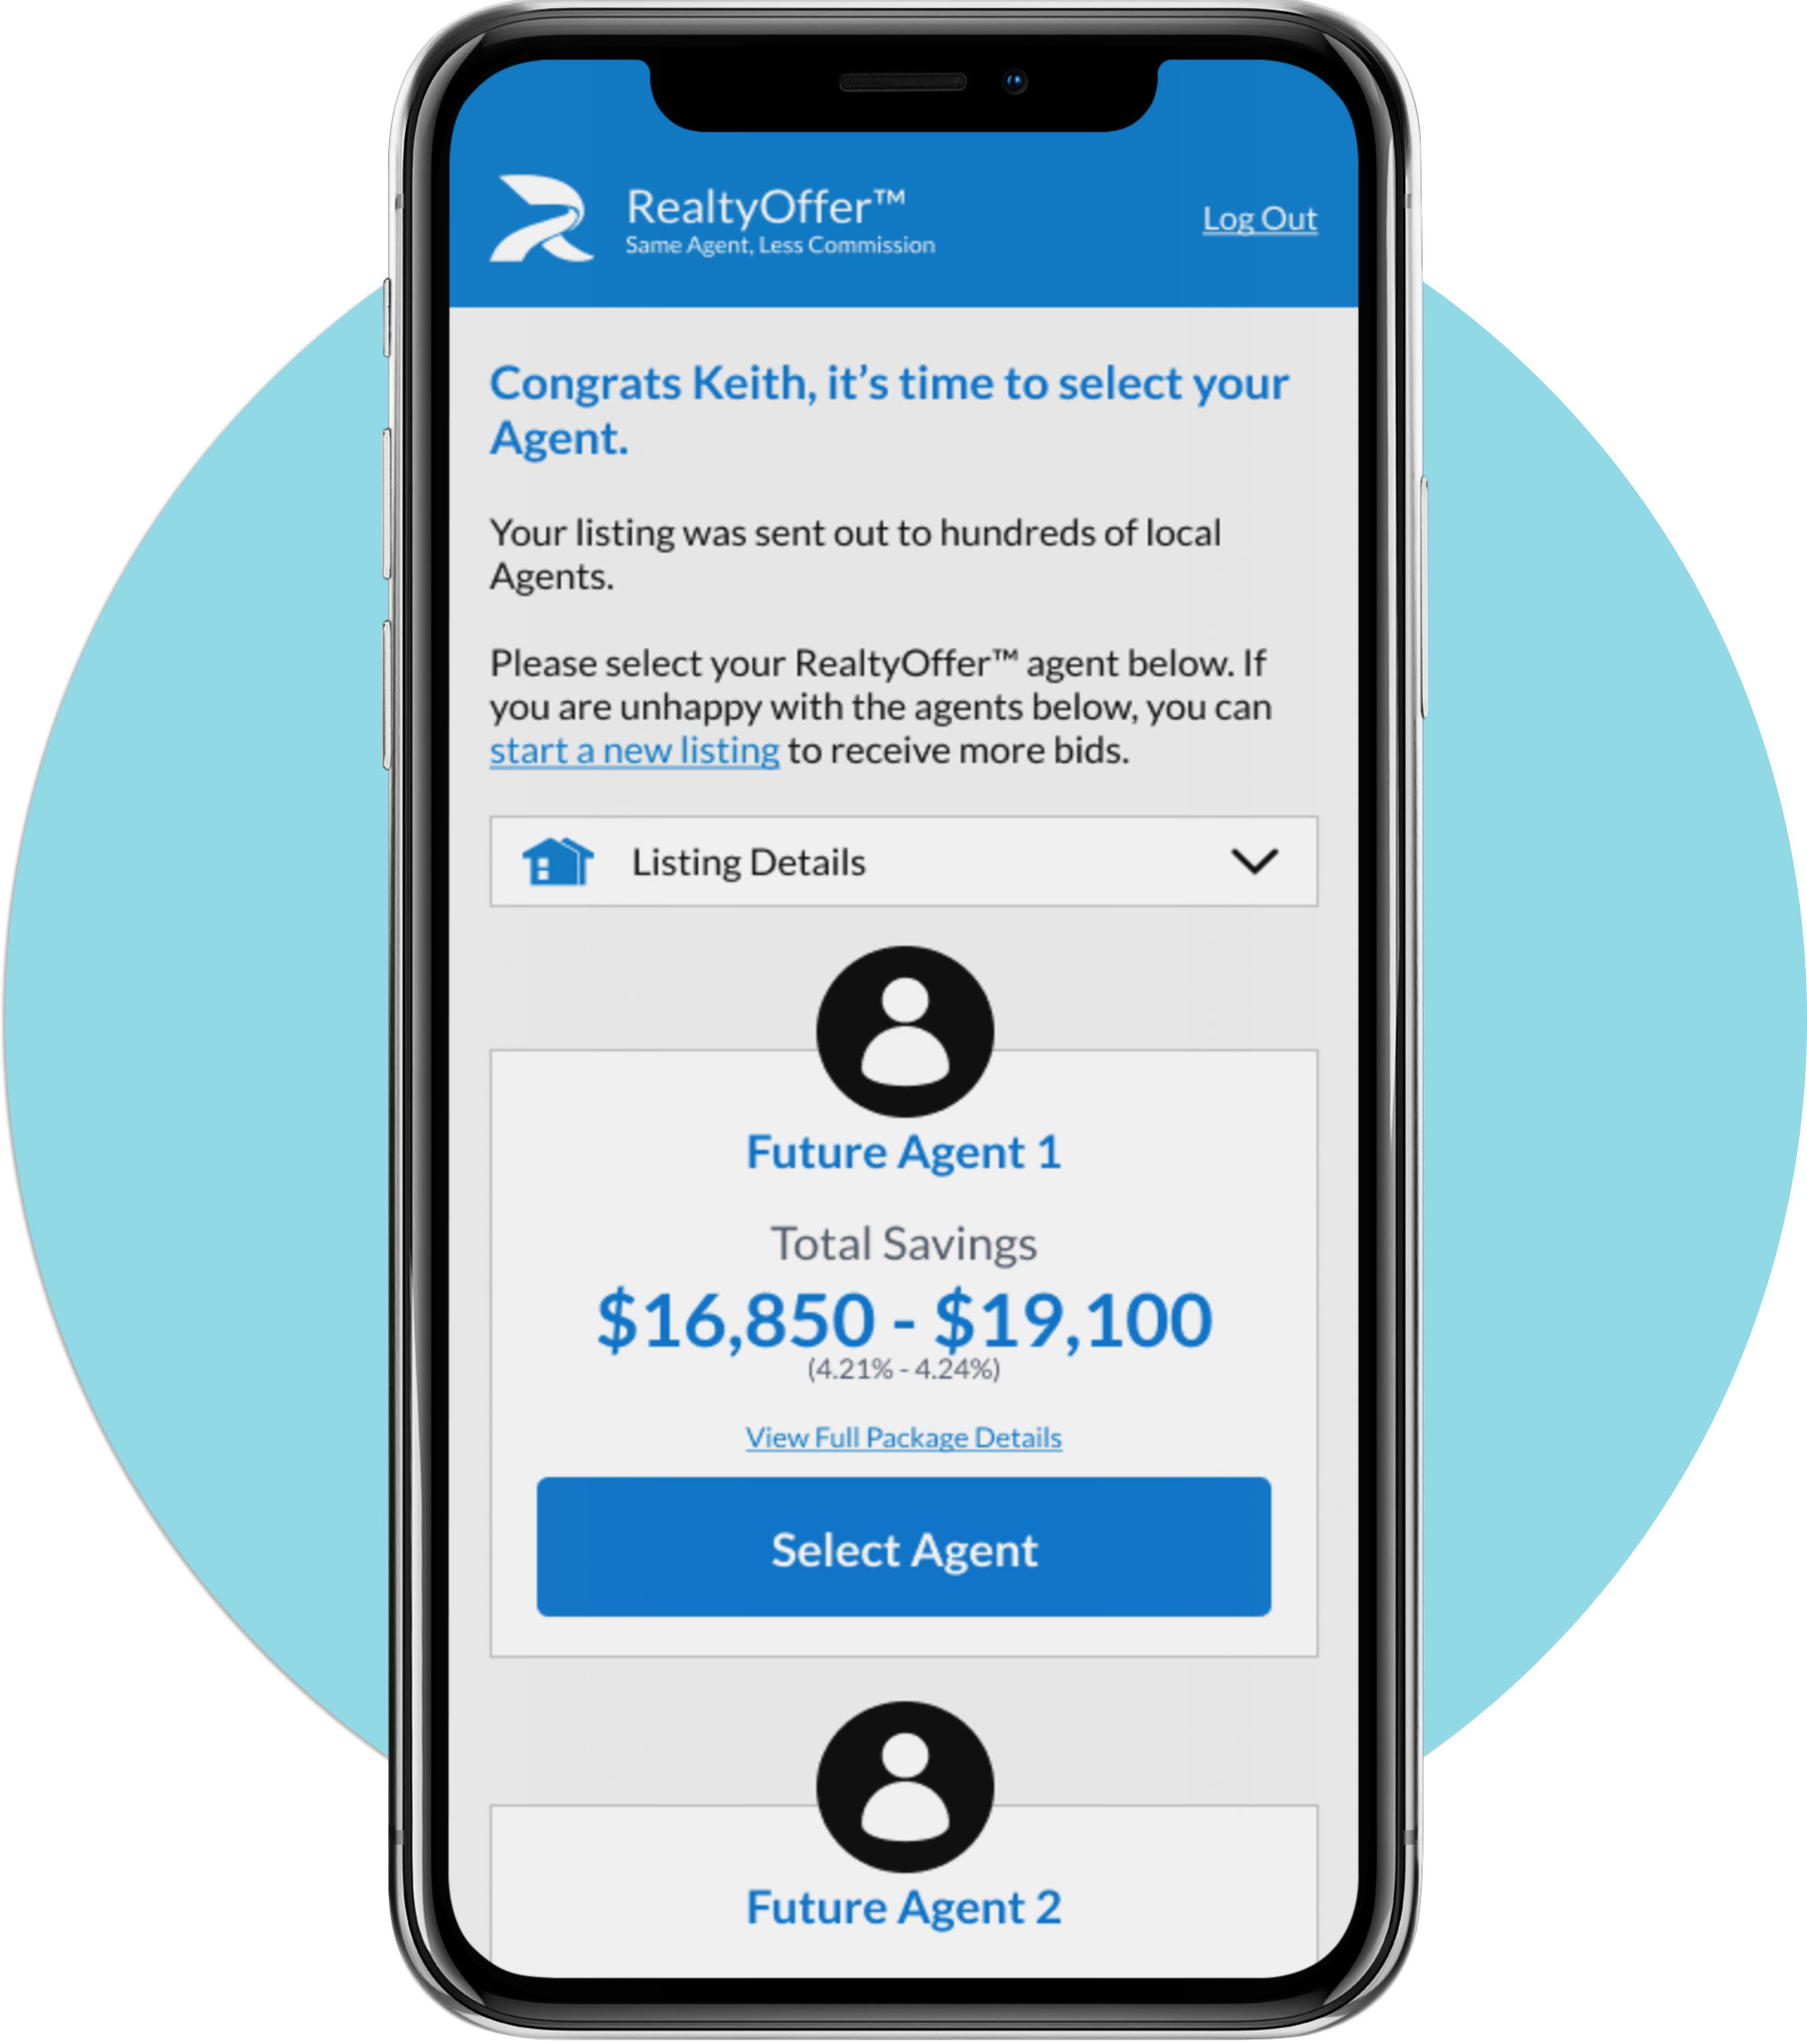 RealtyOffer™
Same Agent, Less Commission
Log Out
Congrats Keith, it’s time to select your
Agent.
Your listing was sent out to hundreds of local
Agents.
Please select your RealtyOffer™ agent below. If
you are unhappy with the agents below, you can
start a new listing to receive more bids.
Listing Details
Future Agent 1
Total Savings
$16,850 - $19,100
(4.21% - 4.24%)
View Full Package Details
Select Agent
Future Agent 2